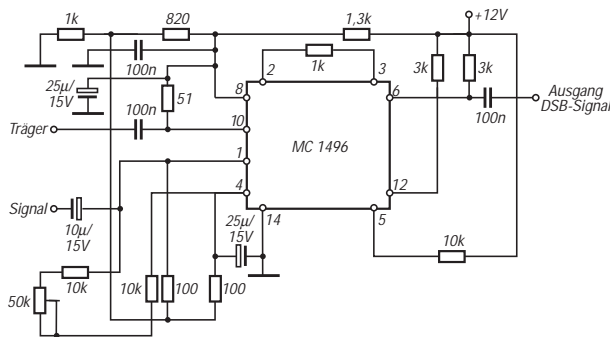 1k
820
1,3k
+12V
100n
2
1k
3
3k
3k
25µ/
15V
100n
51
8
6
Ausgang
DSB-Signal
100n
Träger
10
MC 1496
1
4
12
Signal
10µ/
15V
25µ/
15V
14
5
10k
10k
50k
10k
100
100